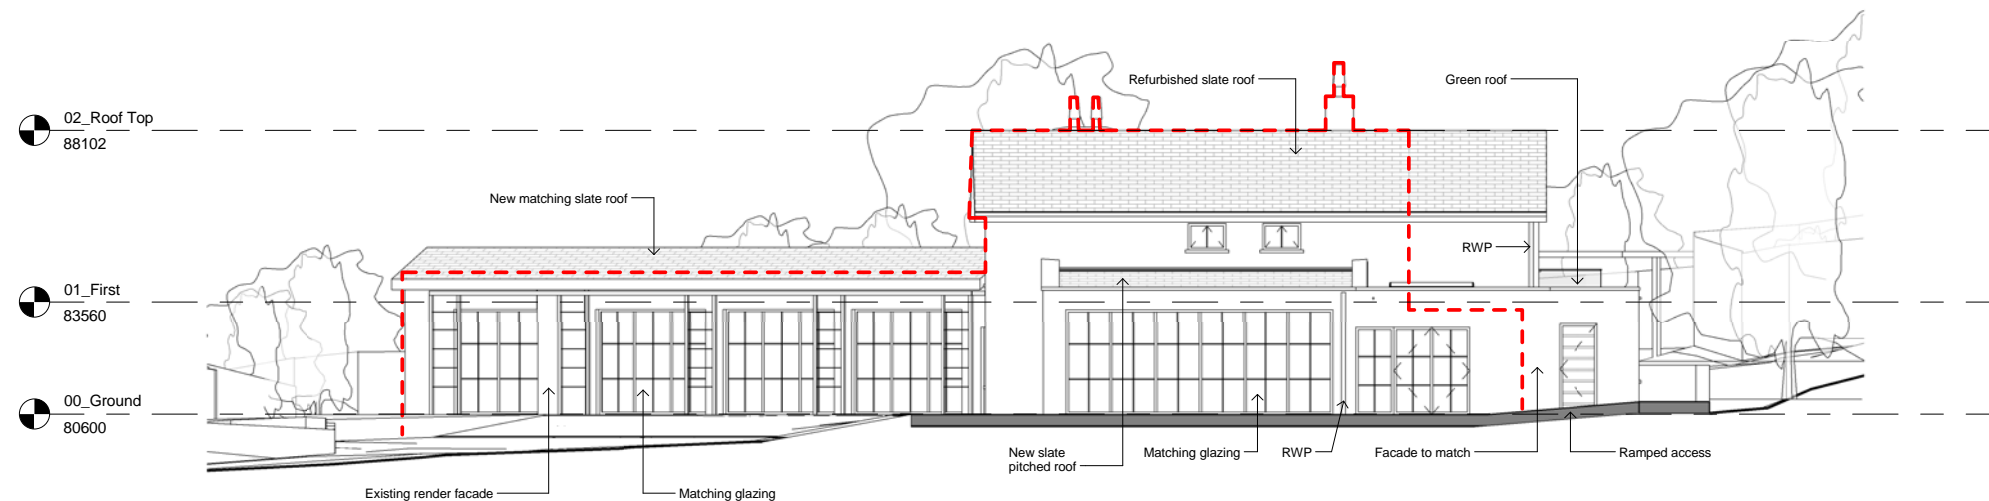 02_Roof Top
88102
Refurbished slate roof
Green roof
New matching slate roof
RWP
01_First
83560
00_Ground
80600
New slate
pitched roof
Matching glazing
RWP
Facade to match
Ramped access
Existing render facade
Matching glazing